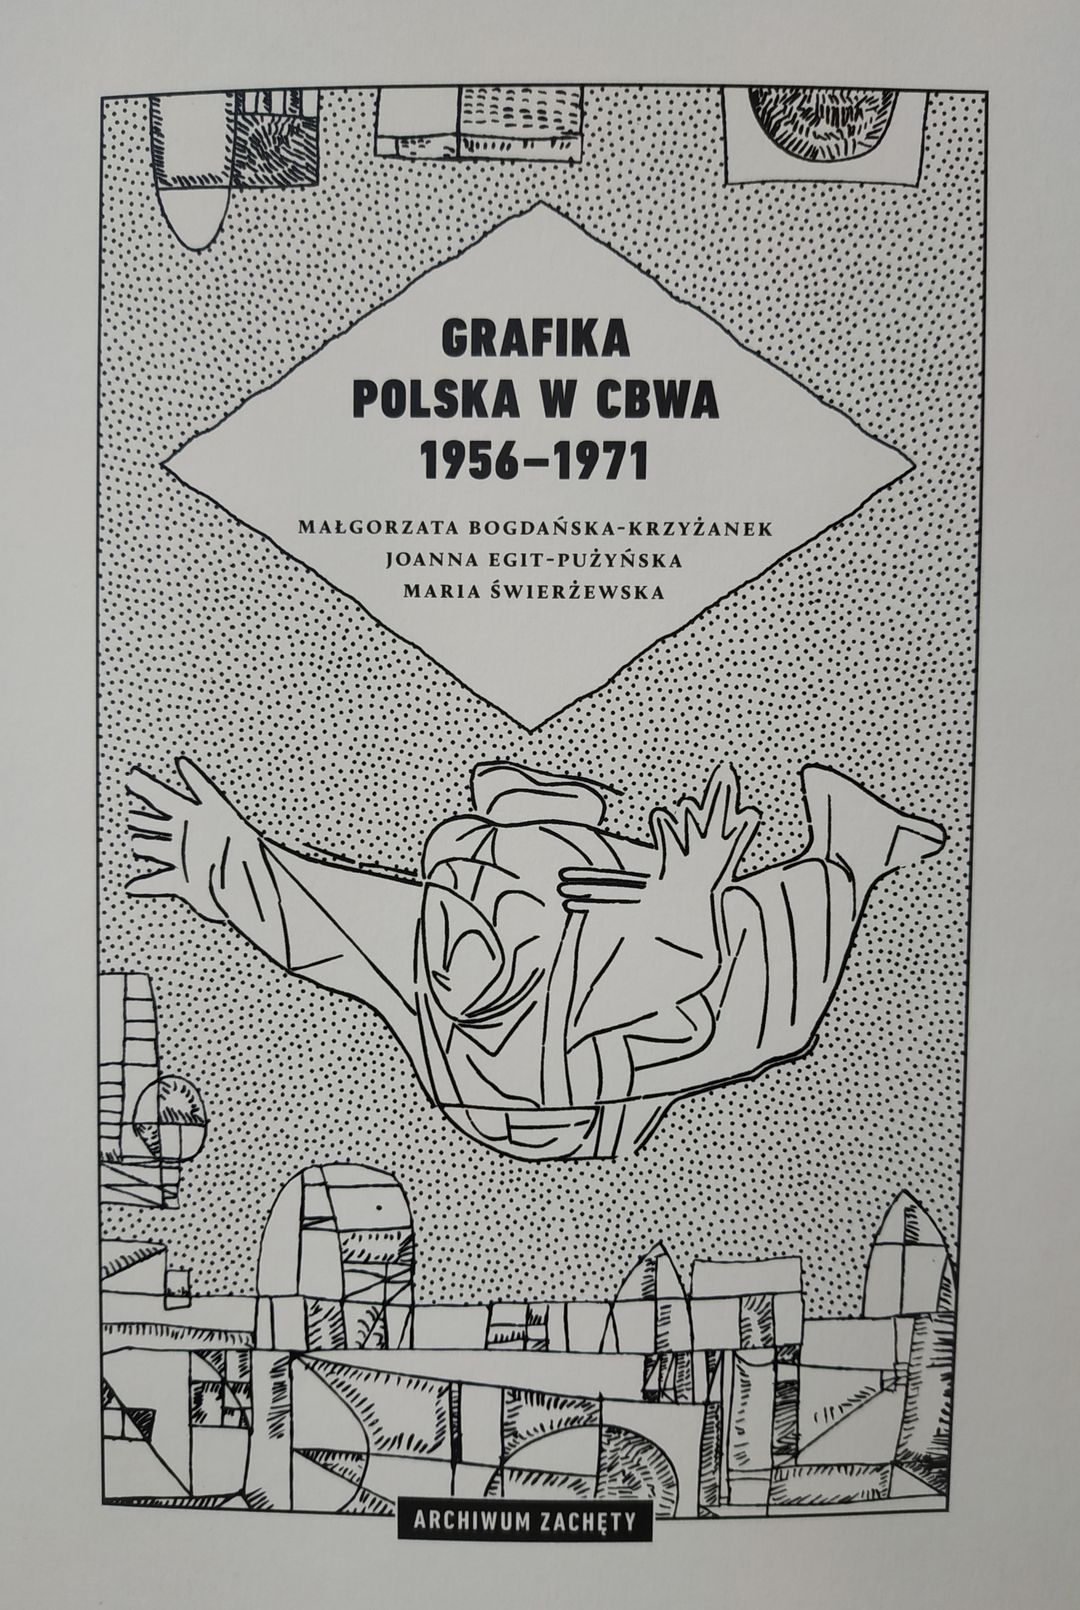 GRAFIKA
POLSKA W CBWA
1956–1971
MAŁGORZATA BOGDAŃSKA-KRZYŻANEK
JOANNA EGIT-PUŻYŃSKA
MARIA ŚWIERŻEWSKA
ARCHIWUM ZACHĘTY